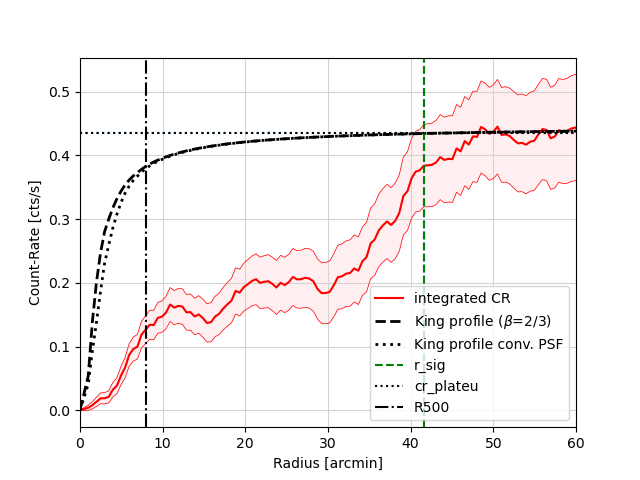 0.5
0.4
0.3
0.2
0.1
0.0
Count-Rate [cts/s]
integrated CR
King profile (β=2/3)
King profile conv. PSF
r_sig
cr_plateu
R500
0 10 20 30 40 50 60
Radius [arcmin]